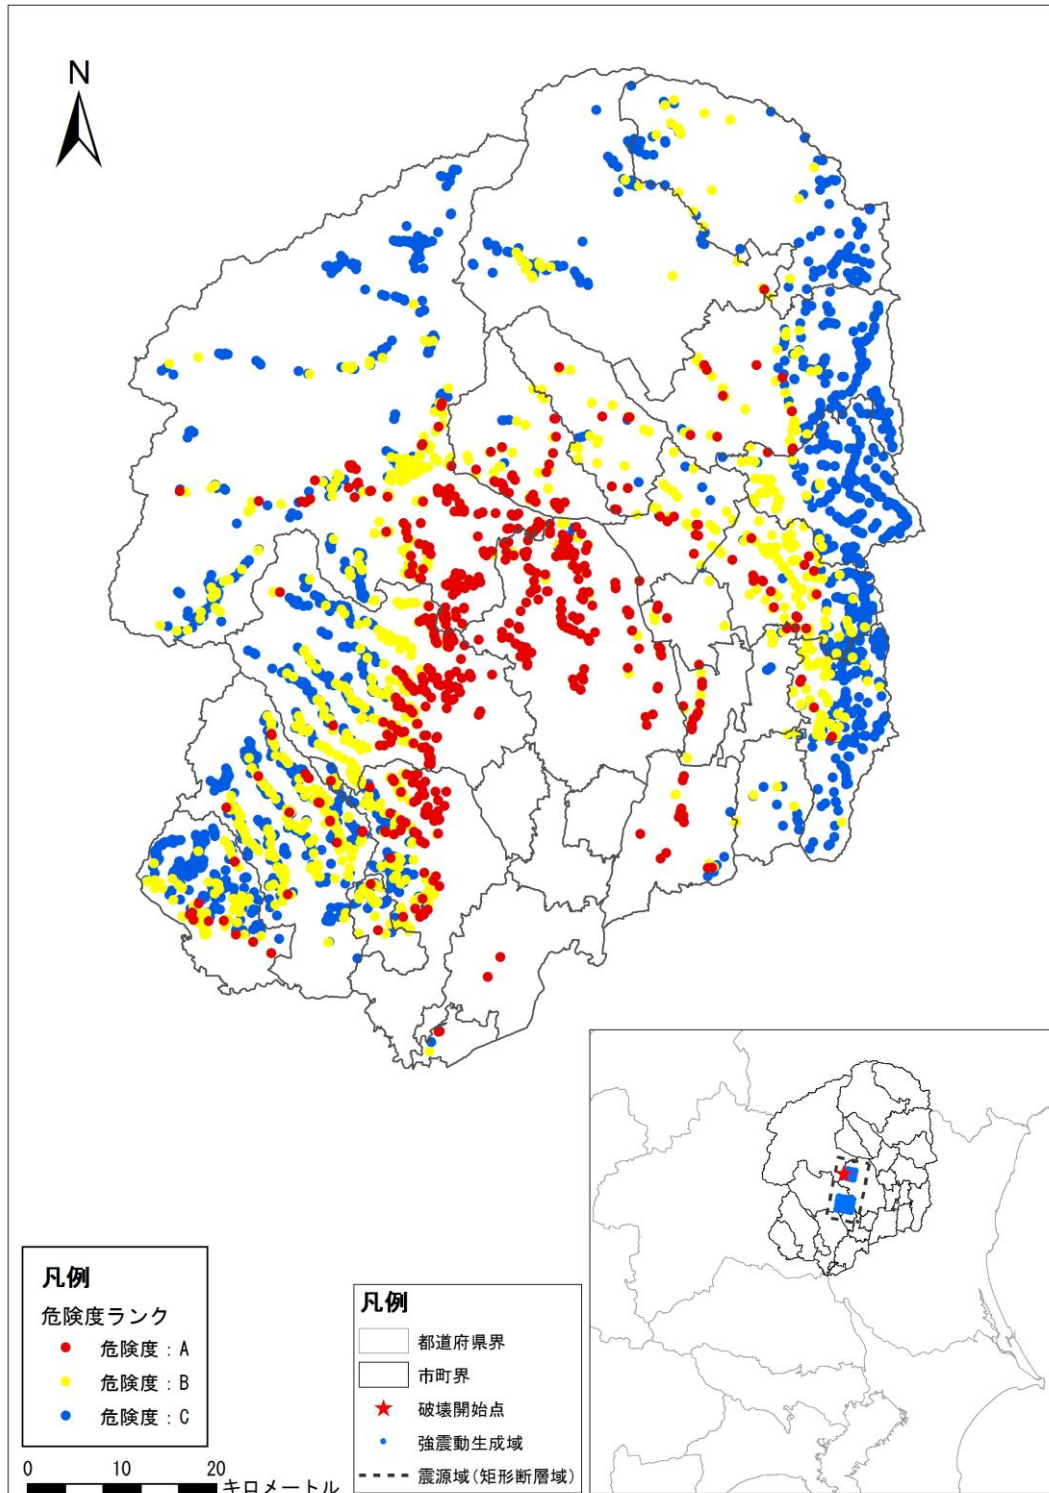 N
凡例
危険度ランク
危険度：A
危険度：B
危険度：C
0 10 20
キロメートル
凡例
都道府県界
市町界
破壊開始点
強震動生成域
震源域（矩形断層域）